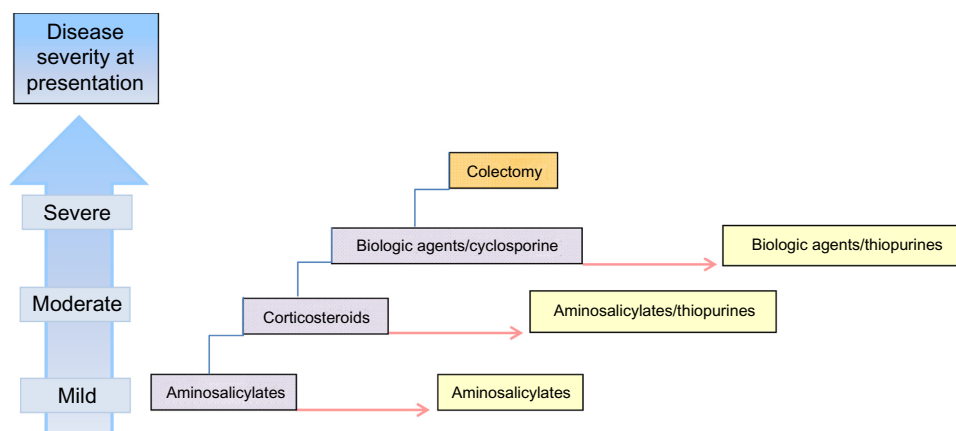 Disease
severity at
presentation
Colectomy
Severe
Biologic agents/cyclosporine
Biologic agents/thiopurines
Moderate
Corticosteroids
Aminosalicylates/thiopurines
Mild
Aminosalicylates
Aminosalicylates